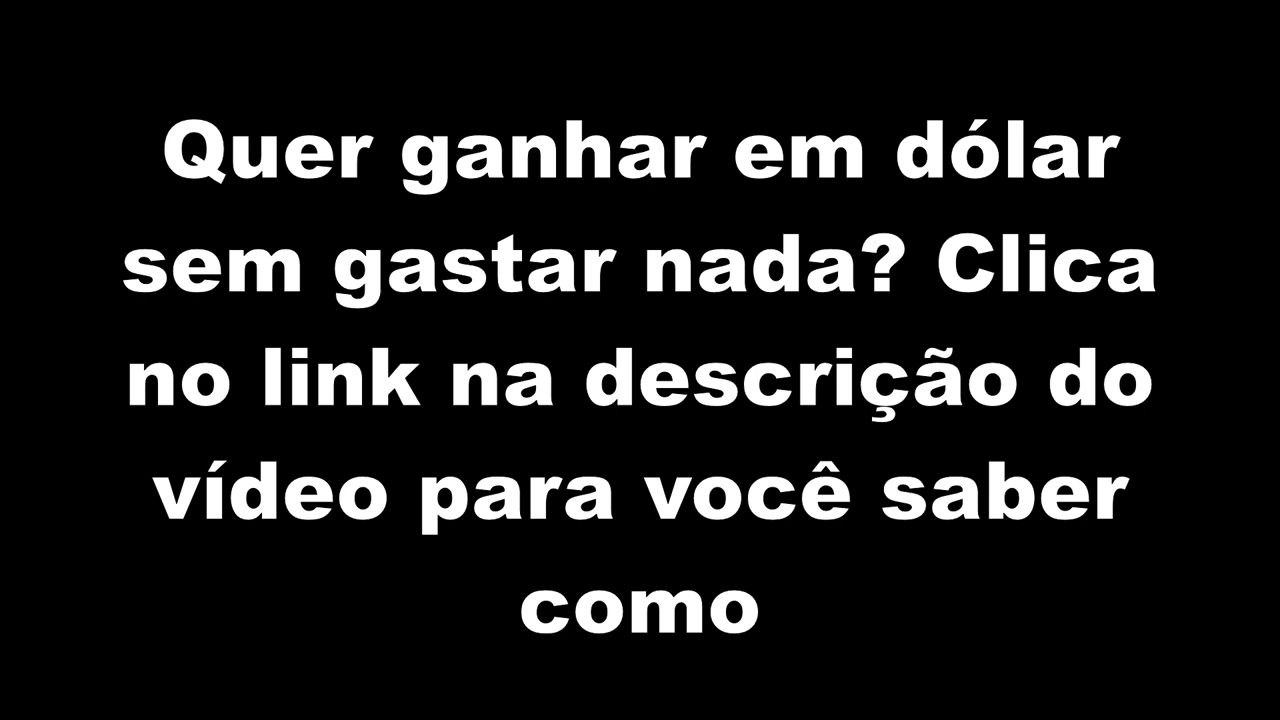 Quer ganhar em dólar
sem gastar nada? Clica
no link na descrição do
vídeo para você saber
como